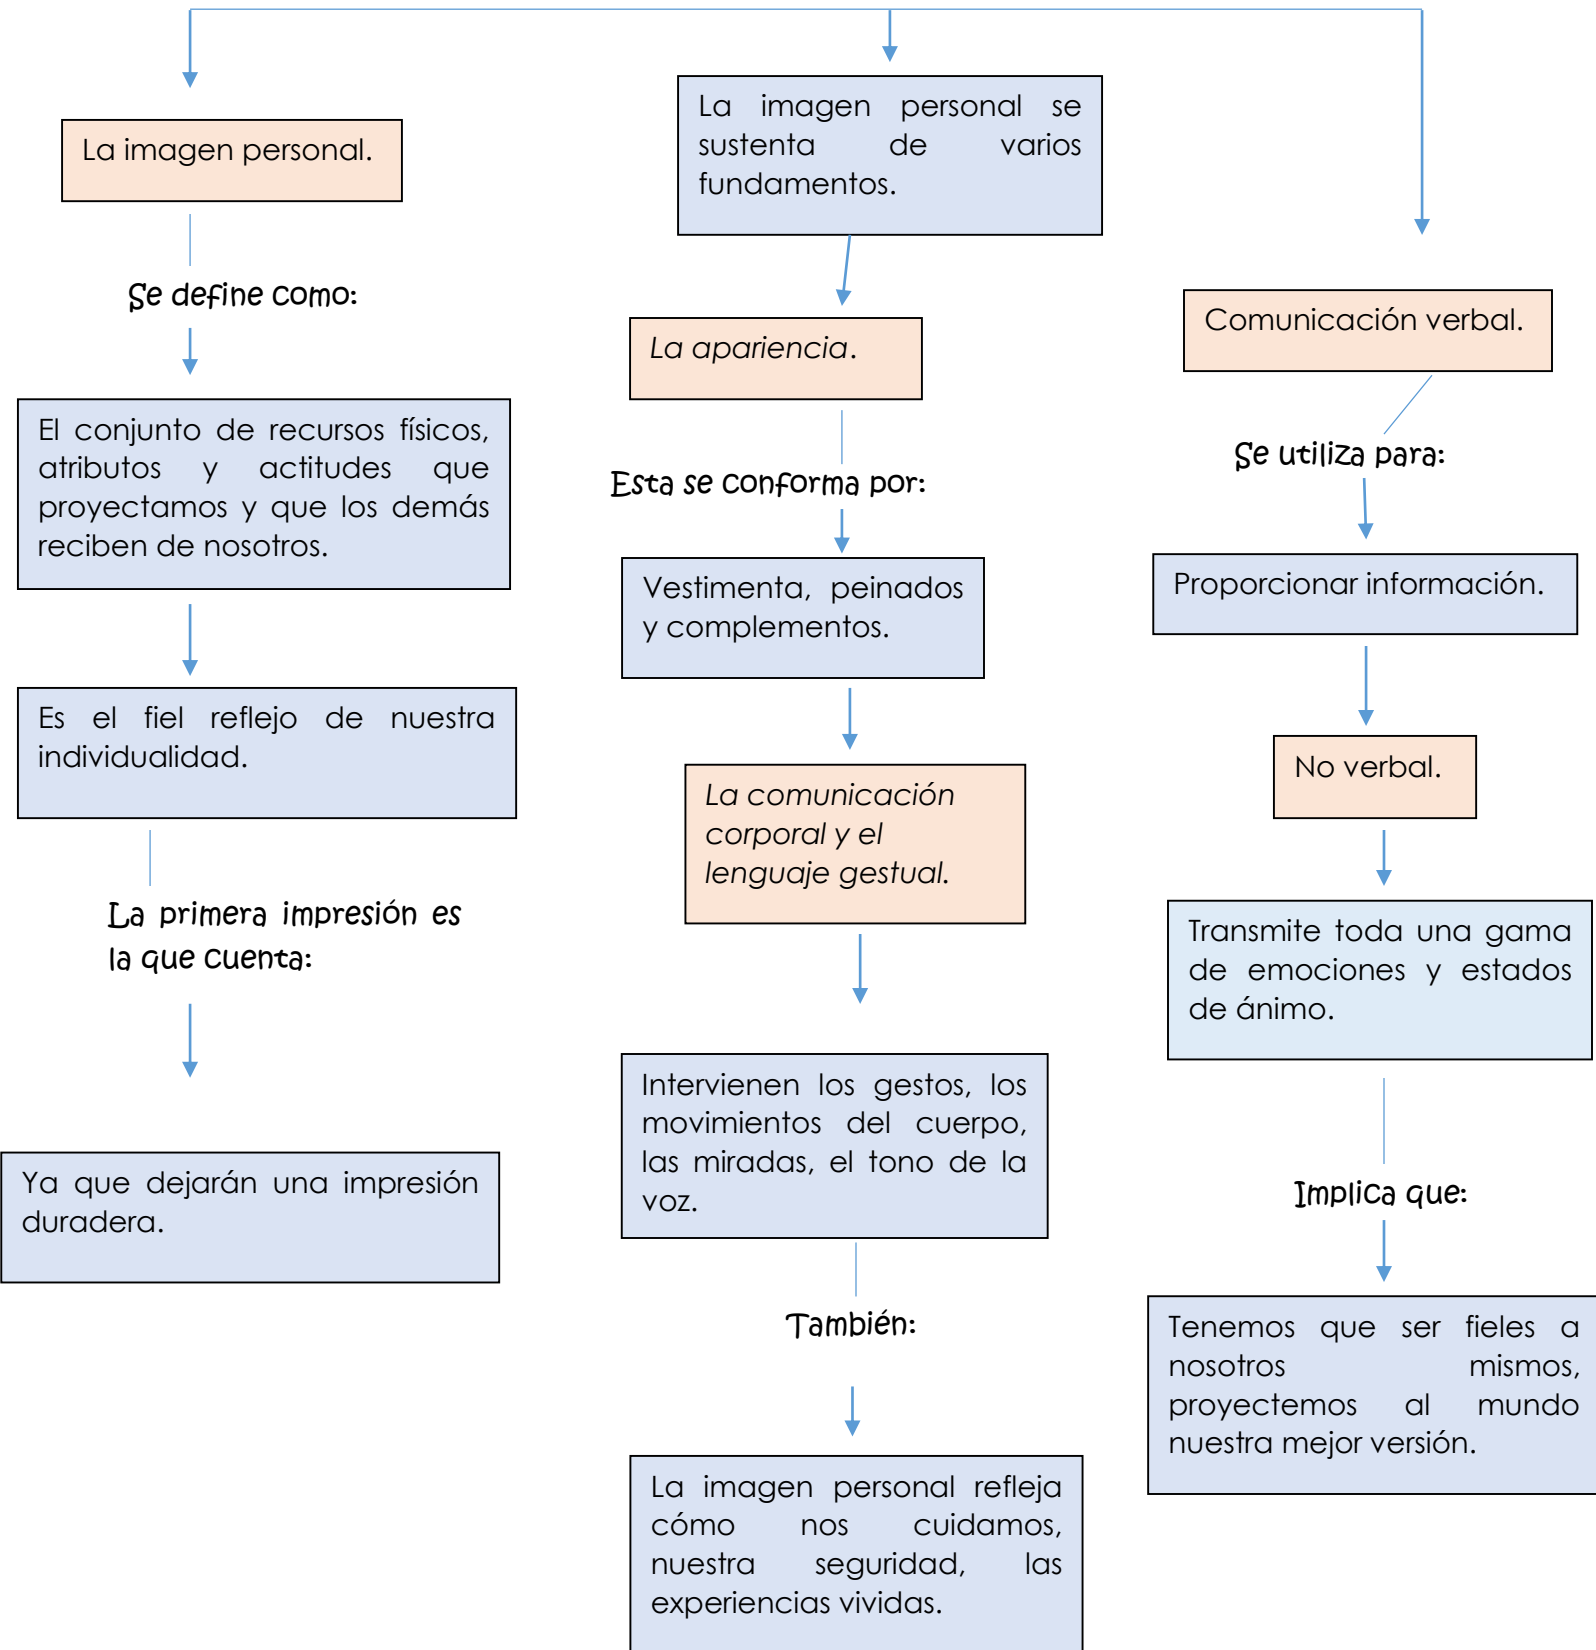 La imagen personal.
Se define como:
El conjunto de recursos físicos,
atributos y actitudes que
proyectamos y que los demás
reciben de nosotros.
Es el fiel reflejo de nuestra
individualidad.
La primera impresión es
la que cuenta:
Ya que dejarán una impresión
duradera.
La imagen personal se
sustenta de varios
fundamentos.
La apariencia.
Esta se conforma por:
Vestimenta, peinados
y complementos.
La comunicación
corporal y el
lenguaje gestual.
Intervienen los gestos, los
movimientos del cuerpo,
las miradas, el tono de la
voz.
También:
La imagen personal refleja
cómo nos cuidamos,
nuestra seguridad, las
experiencias vividas.
Comunicación verbal.
Se utiliza para:
Proporcionar información.
No verbal.
Transmite toda una gama
de emociones y estados
de ánimo.
Implica que:
Tenemos que ser fieles a
nosotros mismos,
proyectemos al mundo
nuestra mejor versión.